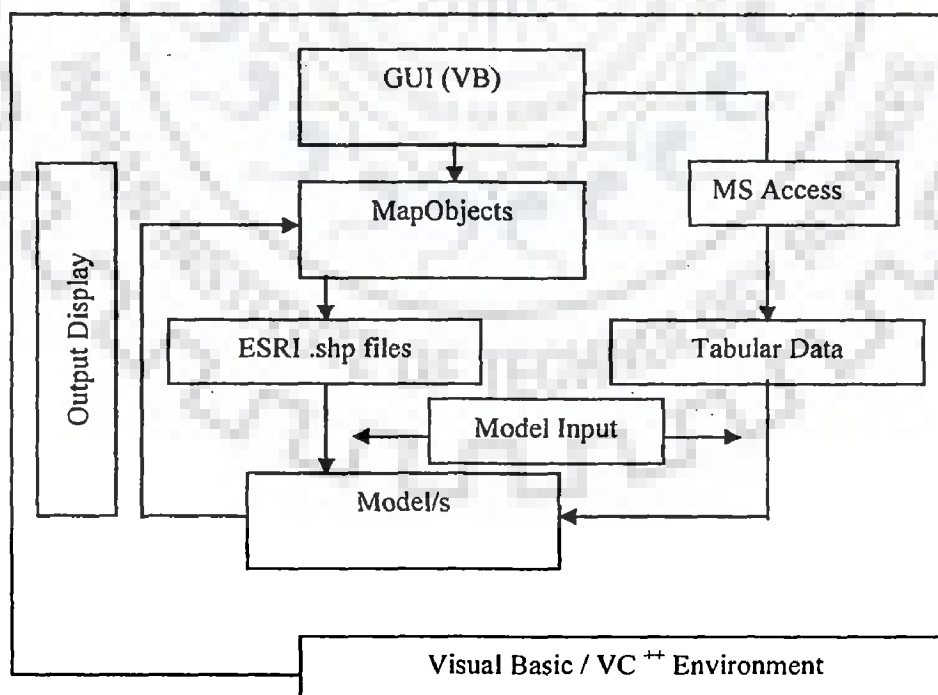 GUI (VB)
MS Access
MapObjects
Output Display
ESRI .shp files
Tabular Data
Model Input
Model/s
Visual Basic / VC ++ Environment